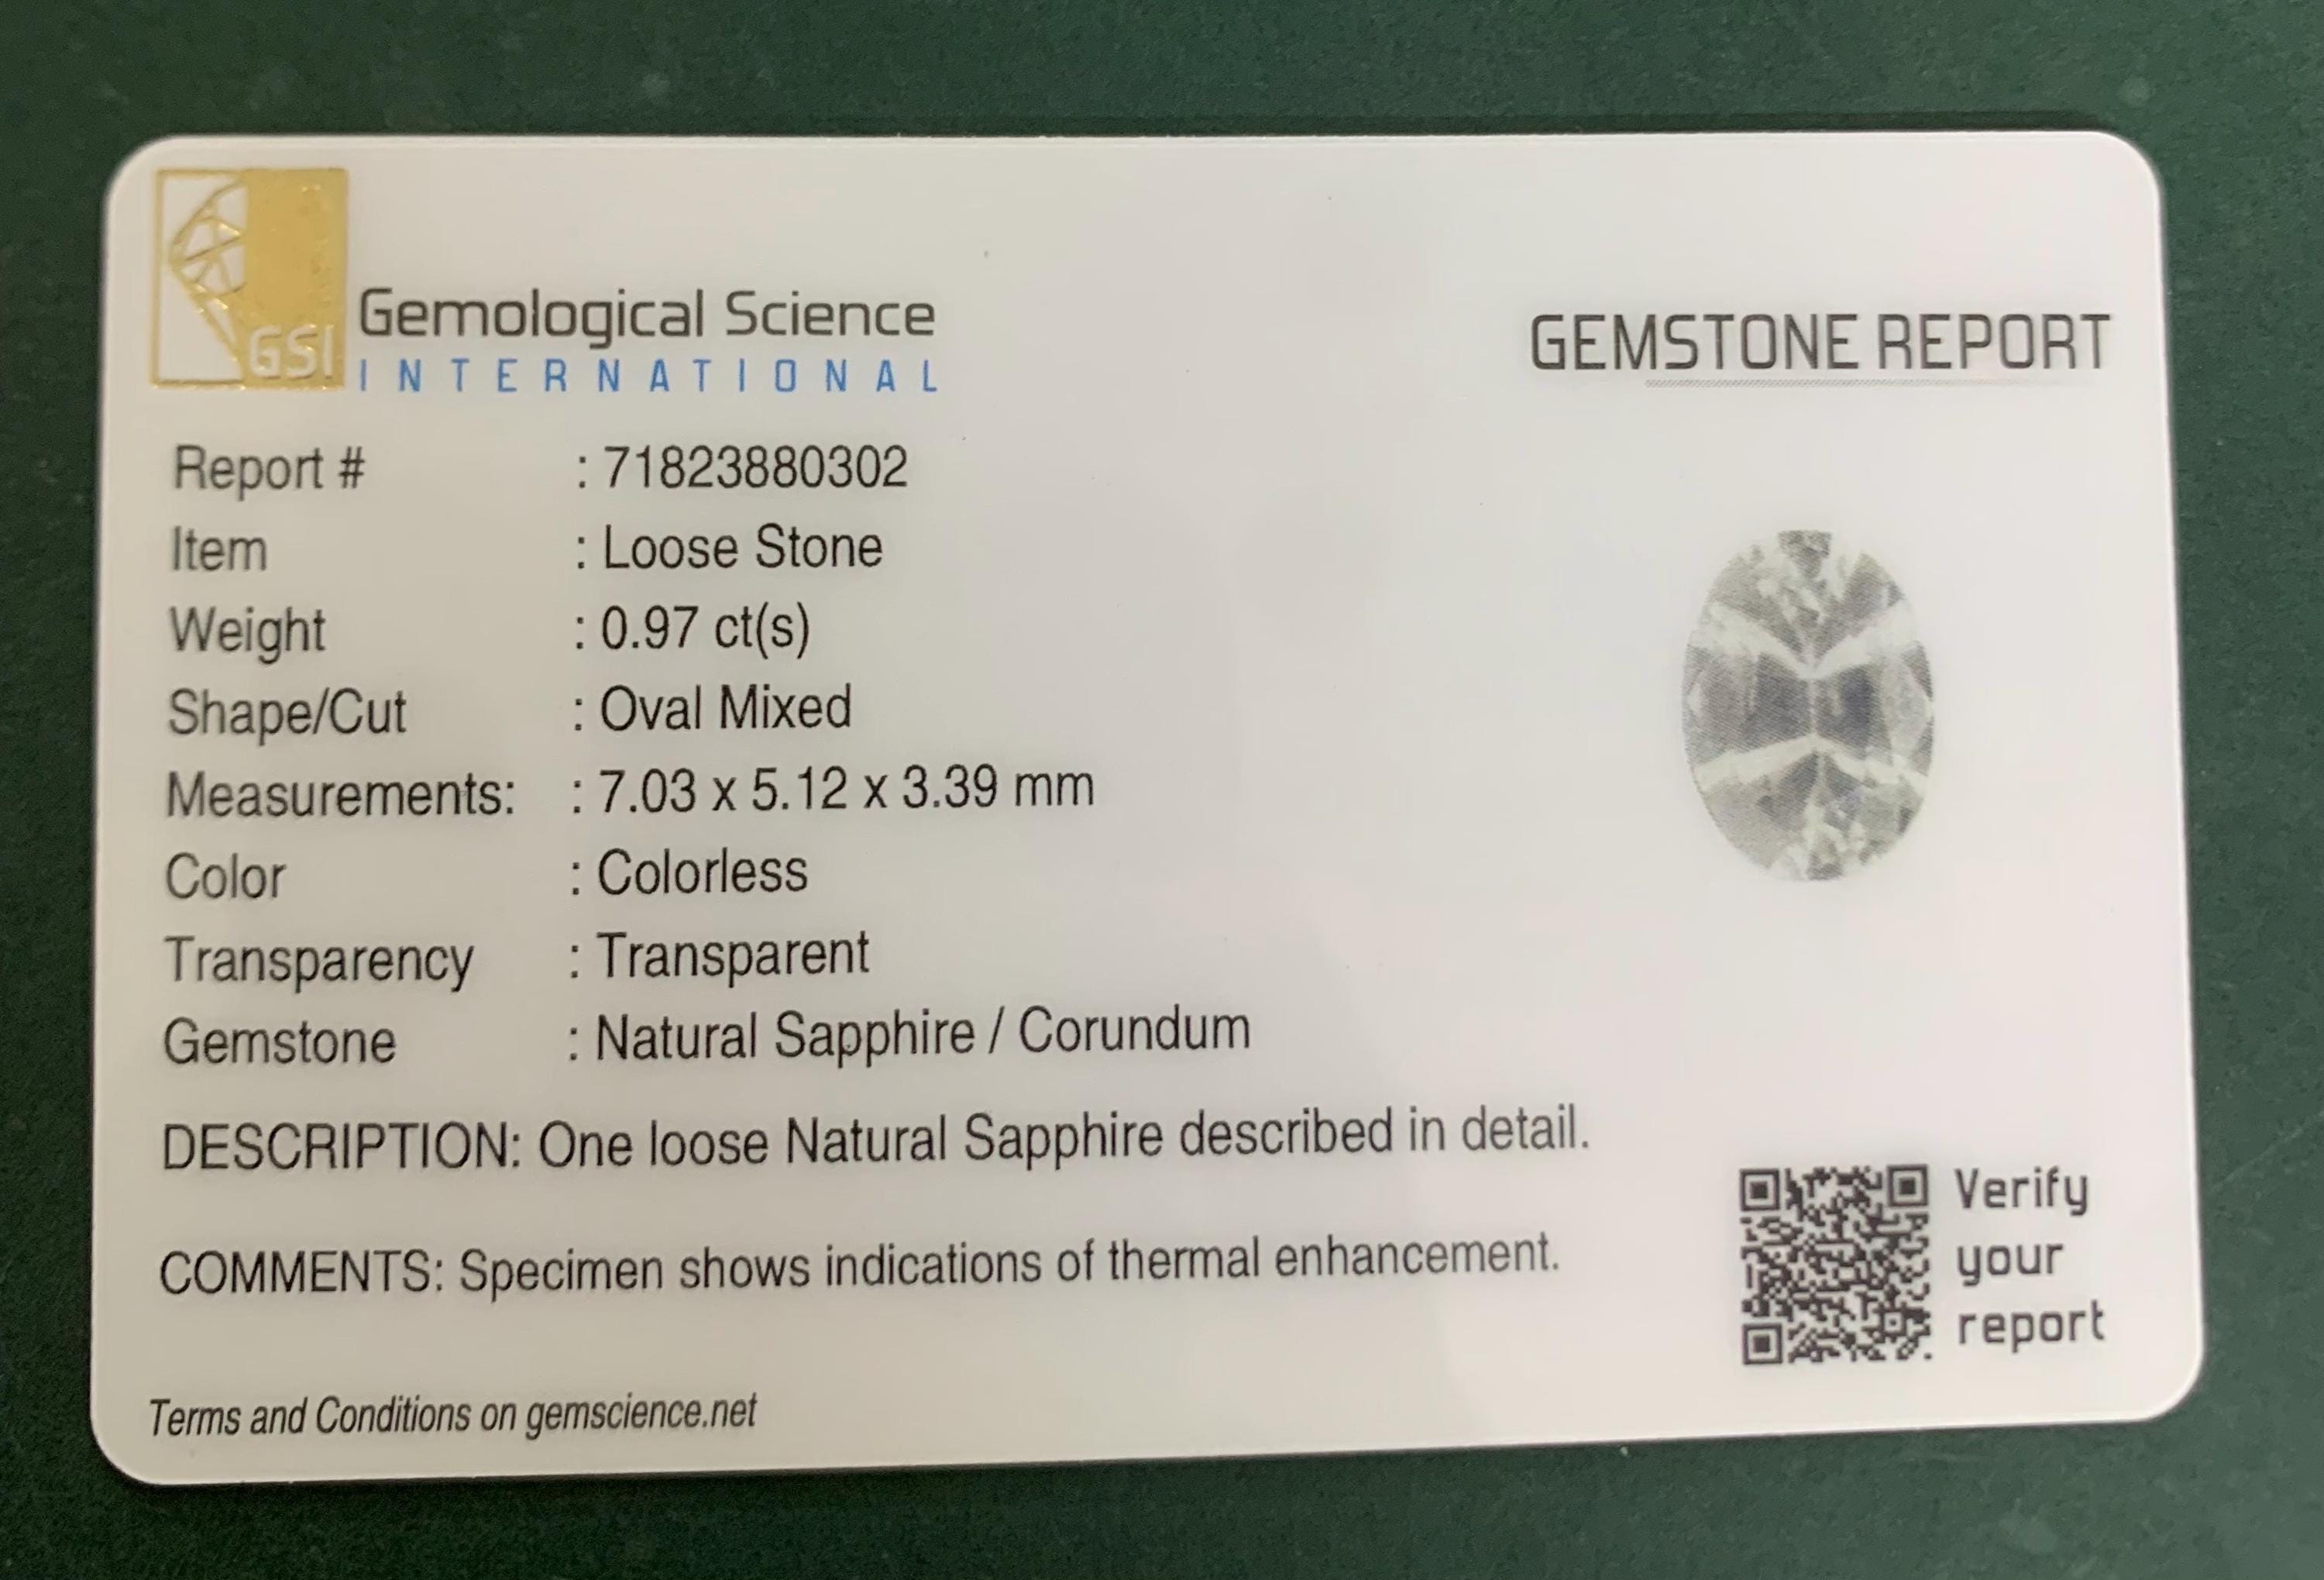 GSI
Gemological Science
INTERNATIONAL
GEMSTONE REPORT
Report # : 71823880302
Item : Loose Stone
Weight : 0.97 ct(s)
Shape/Cut : Oval Mixed
Measurements: : 7.03 x 5.12 x 3.39 mm
Color : Colorless
Transparency : Transparent
Gemstone : Natural Sapphire / Corundum
DESCRIPTION: One loose Natural Sapphire described in detail.
COMMENTS: Specimen shows indications of thermal enhancement.
Verify
your
report
Terms and Conditions on gemscience.net